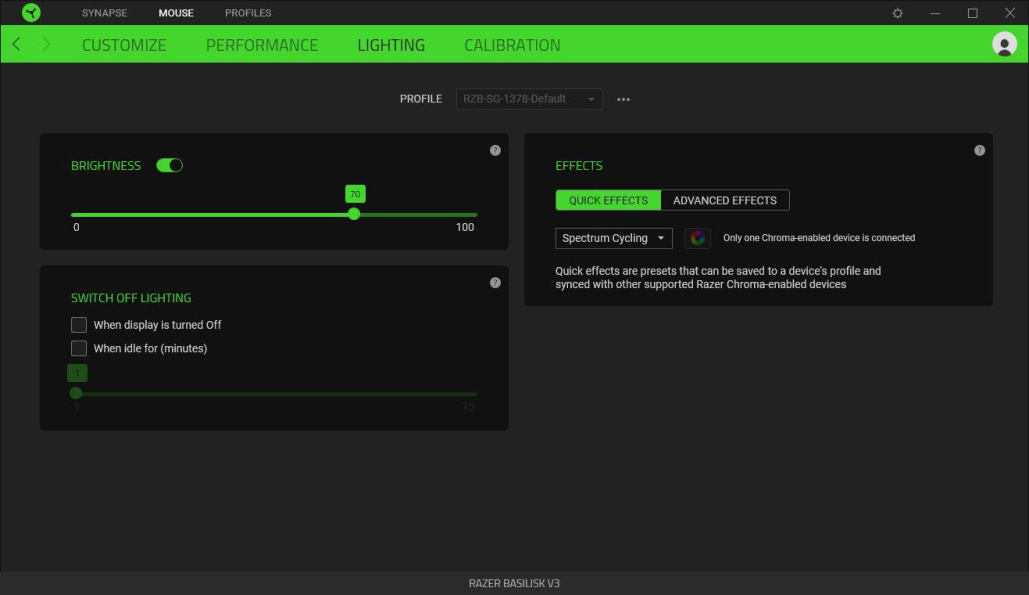 SYNAPSE MOUSE PROFILES
CUSTOMIZE PERFORMANCE LIGHTING CALIBRATION
PROFILE RZB-SG-1378-Default
BRIGHTNESS
70
0 100
SWITCH OFF LIGHTING
When display is turned Off
When idle for (minutes)
1
1 15
EFFECTS
QUICK EFFECTS ADVANCED EFFECTS
Spectrum Cycling Only one Chroma-enabled device is connected
Quick effects are presets that can be saved to a device's profile and
synced with other supported Razer Chroma-enabled devices
RAZER BASILISK V3